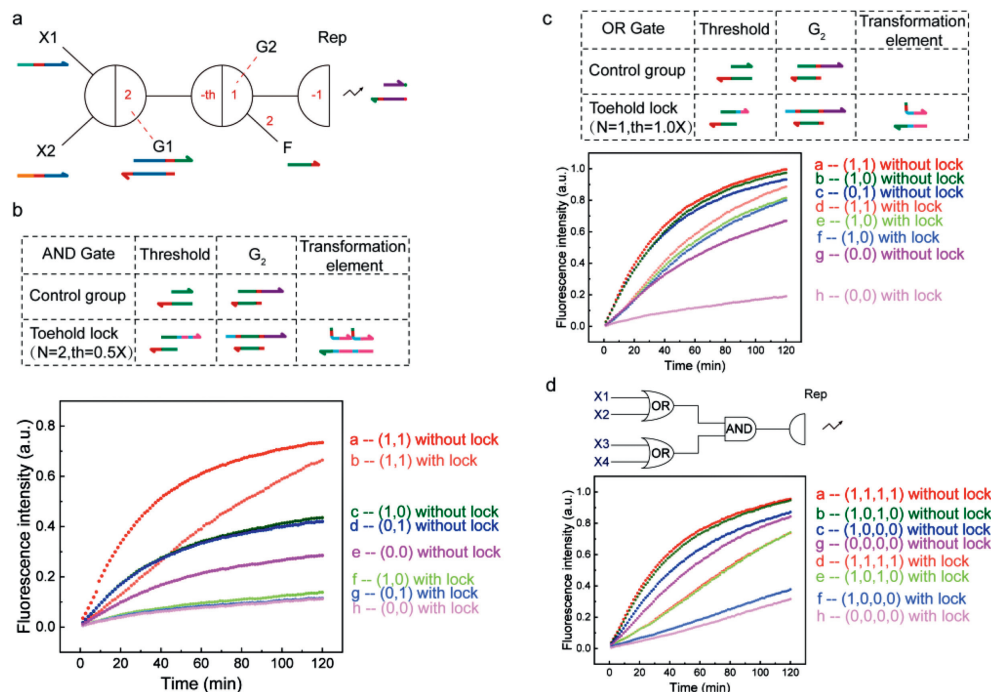 a
X1
X2
2
G1
-th
1
G2
2
F
Rep
-1
b
AND Gate
Threshold
G2
Transformation
element
Control group
Toehold lock
(N=2,th=0.5X)
Fluorescence intensity (a.u.)
0.8
0.6
0.4
0.2
0.0
0
20
40
60
80
100
120
Time (min)
a -- (1,1) without lock
b -- (1,1) with lock
c -- (1,0) without lock
d -- (0,1) without lock
e -- (0.0) without lock
f -- (1,0) with lock
g -- (0,1) with lock
h -- (0,0) with lock
c
OR Gate
Threshold
G2
Transformation
element
Control group
Toehold lock
(N=1,th=1.0X)
Fluorescence intensity (a.u.)
1.0
0.8
0.6
0.4
0.2
0.0
0
20
40
60
80
100
120
Time (min)
a -- (1,1) without lock
b -- (1,0) without lock
c -- (0,1) without lock
d -- (1,1) with lock
e -- (1,0) with lock
f -- (1,0) with lock
g -- (0.0) without lock
h -- (0,0) with lock
d
X1
X2
OR
X3
X4
OR
AND
Rep
Fluorescence intensity (a.u.)
1.0
0.8
0.6
0.4
0.2
0.0
0
20
40
60
80
100
120
Time (min)
a -- (1,1,1,1) without lock
b -- (1,0,1,0) without lock
c -- (1,0,0,0) without lock
g -- (0,0,0,0) without lock
d -- (1,1,1,1) with lock
e -- (1,0,1,0) with lock
f -- (1,0,0,0) with lock
h -- (0,0,0,0) with lock